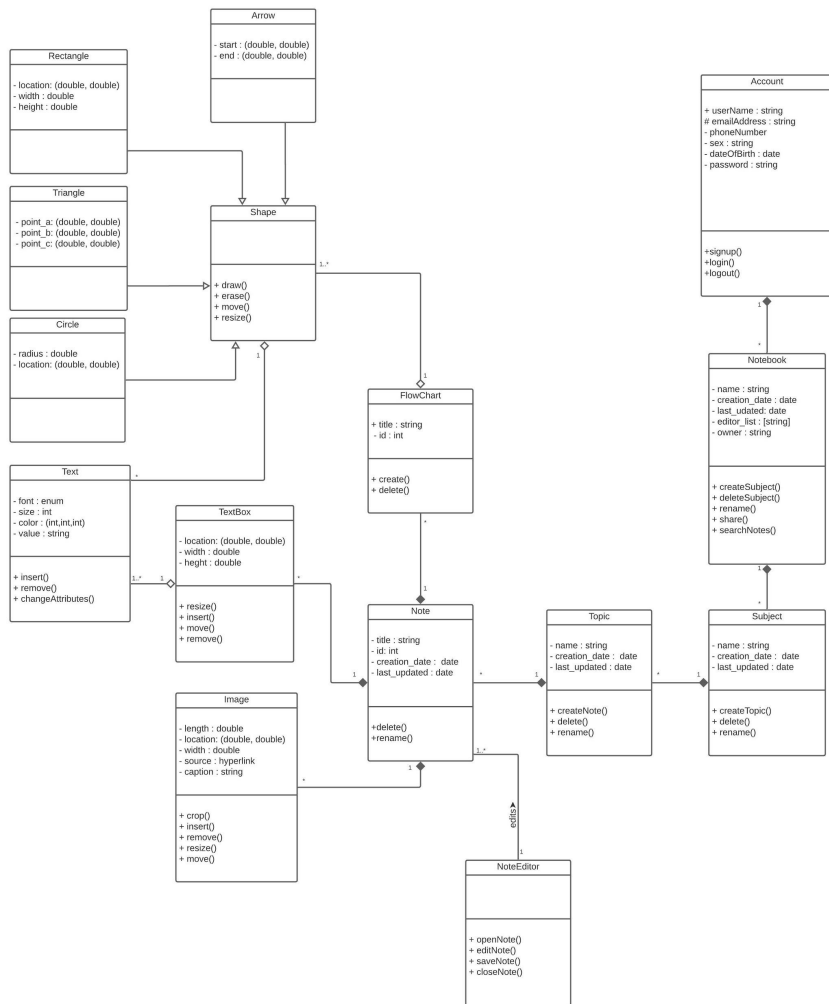 Arrow
- start : (double, double)
- end : (double, double)
Rectangle
- location: (double, double)
- width : double
- height : double
Account
+ userName : string
# emailAddress : string
- phoneNumber
- sex : string
- dateOfBirth : date
- password : string
+signup()
+login()
+logout()
Triangle
- point_a: (double, double)
- point_b: (double, double)
- point_c: (double, double)
Shape
+ draw()
+ erase()
+ move()
+ resize()
1..*
1
Circle
- radius : double
- location: (double, double)
1
*
Notebook
- name : string
- creation_date : date
- last_udated: date
- editor_list : [string]
- owner : string
+ createSubject()
+ deleteSubject()
+ rename()
+ share()
+ searchNotes()
1
FlowChart
+ title : string
- id : int
+ create()
+ delete()
*
*
Text
- font : enum
- size : int
- color : (int,int,int)
- value : string
+ insert()
+ remove()
+ changeAttributes()
1..*
1
TextBox
- location: (double, double)
- width : double
- heght : double
+ resize()
+ insert()
+ move()
+ remove()
*
1
1
*
Note
- title : string
- id: int
- creation_date : date
- last_updated : date
+delete()
+rename()
1
*
Topic
- name : string
- creation_date : date
- last_updated : date
+ createNote()
+ delete()
+ rename()
1
*
Subject
- name : string
- creation_date : date
- last_updated : date
+ createTopic()
+ delete()
+ rename()
1
Image
- length : double
- location: (double, double)
- width : double
- source : hyperlink
- caption : string
+ crop()
+ insert()
+ remove()
+ resize()
+ move()
*
1
1..*
edits
1
NoteEditor
+ openNote()
+ editNote()
+ saveNote()
+ closeNote()